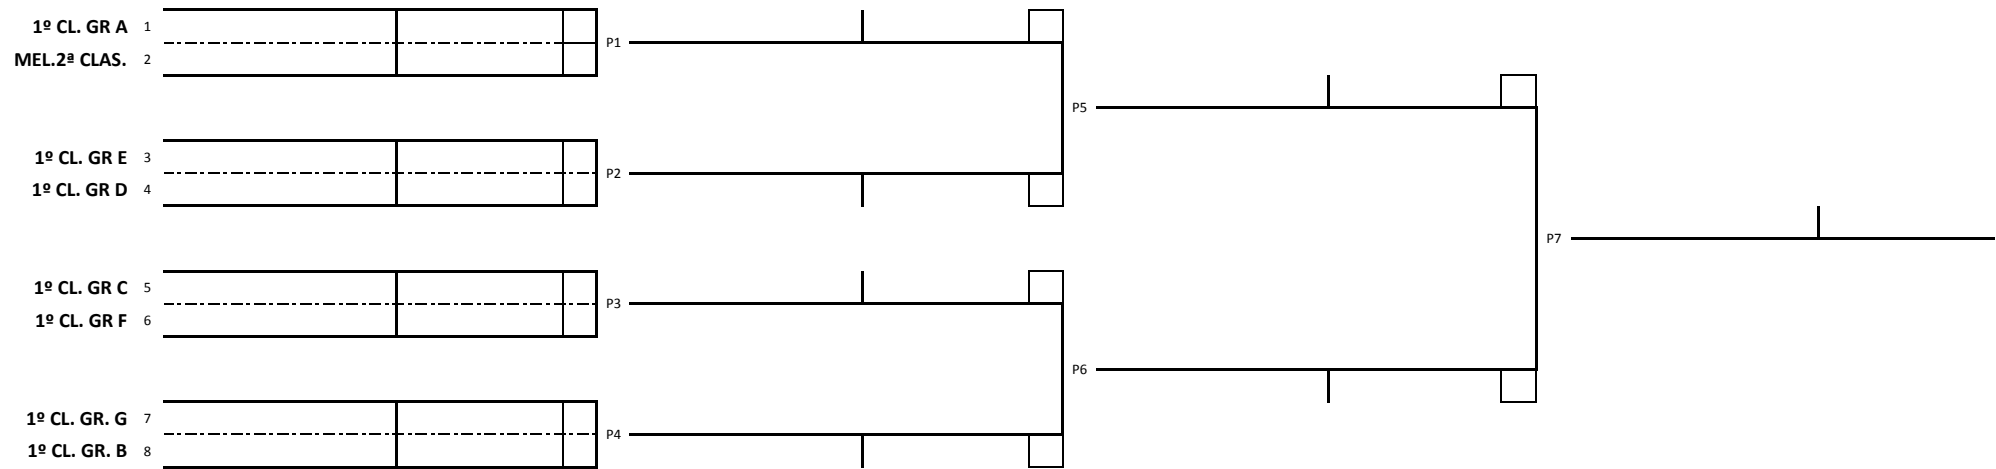 1º CL. GR A 1
MEL.2ª CLAS. 2
P1
P5
1º CL. GR E 3
1º CL. GR D 4
P2
P7
1º CL. GR C 5
1º CL. GR F 6
P3
P6
1º CL. GR. G 7
1º CL. GR. B 8
P4